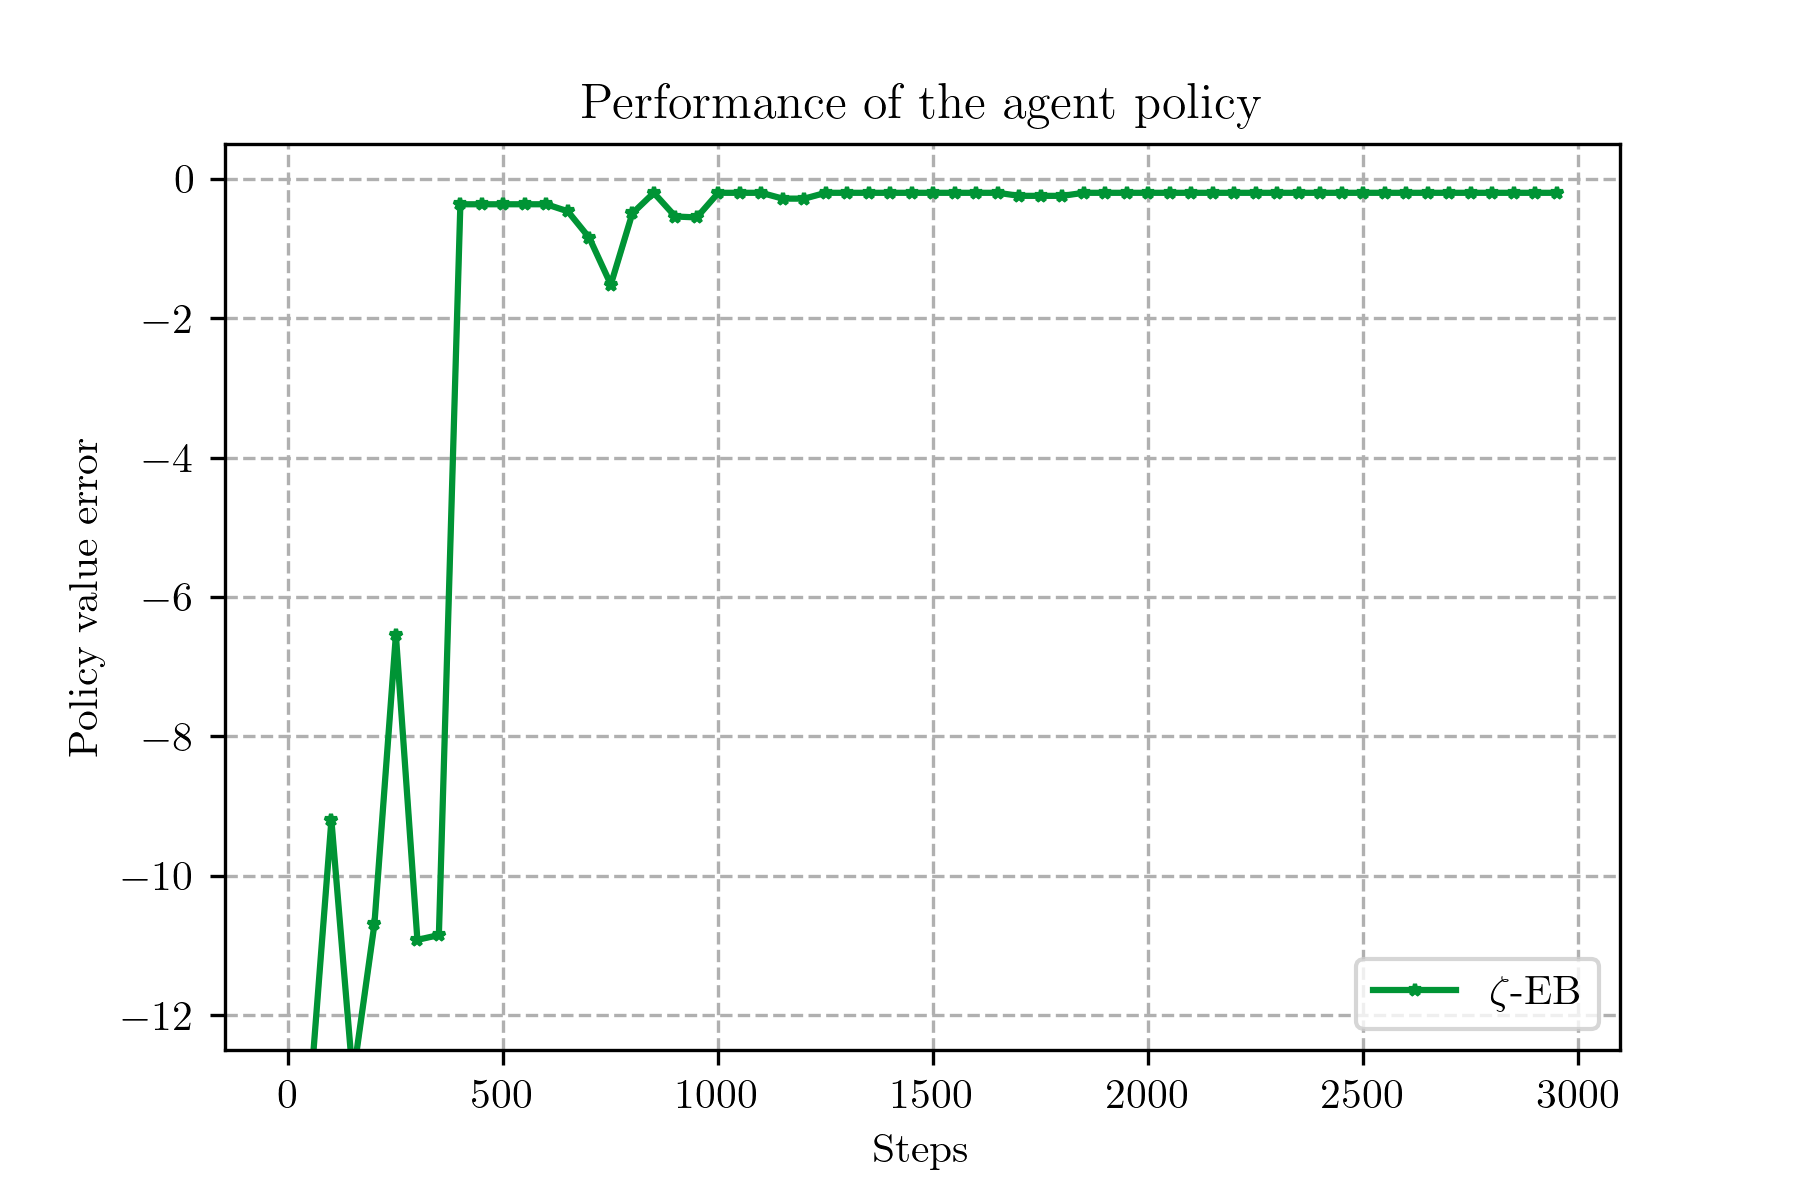 Performance of the agent policy
Policy value error
0
−2
−4
−6
−8
−10
−12
ζ-EB
0 500 1000 1500 2000 2500 3000
Steps